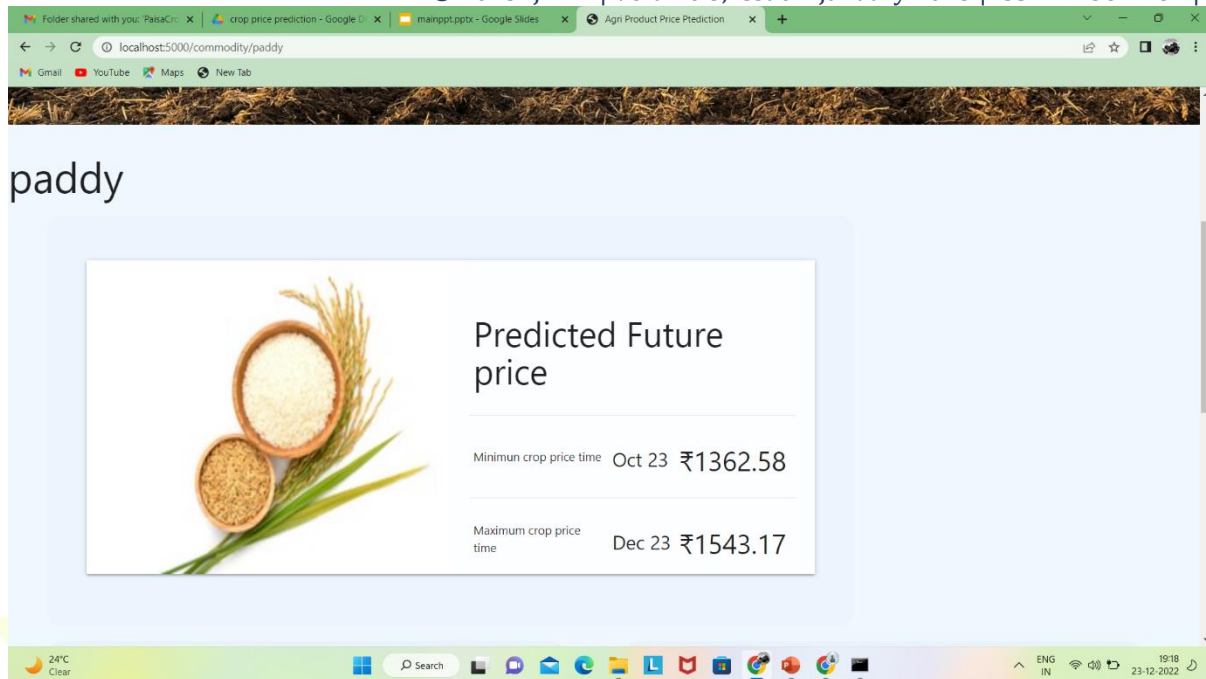 Folder shared with you: 'PaisaCro
crop price prediction - Google Dr
mainppt.pptx - Google Slides
Agri Product Price Ptediction
localhost:5000/commodity/paddy
Gmail
YouTube
Maps
New Tab
paddy
Predicted Future
price
Minimun crop price time Oct 23 ₹1362.58
Maximum crop price
time
Dec 23 ₹1543.17
24°C
Clear
Search
ENG
IN
19:18
23-12-2022